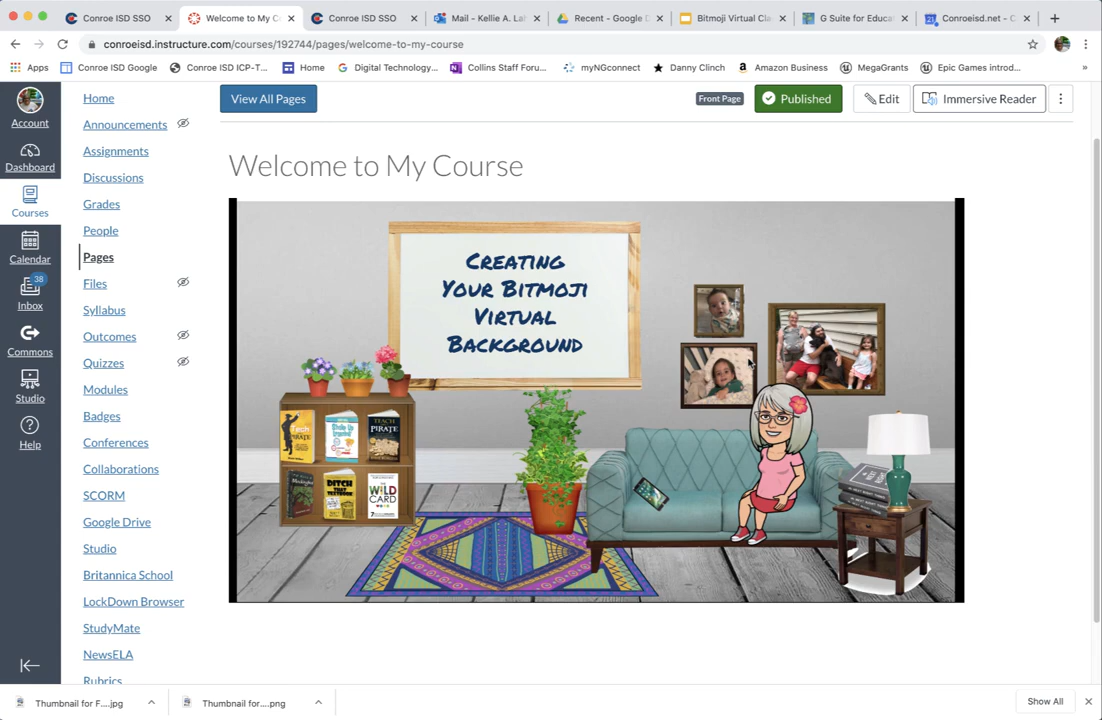 Conroe ISD SSO
Welcome to My C
Conroe ISD SSO
Mail - Kellie A. La
Recent - Google D
Bitmoji Virtual Cla
G Suite for Educa
Conroeisd.net - C
conroeisd.instructure.com/courses/192744/pages/welcome-to-my-course
Apps
Conroe ISD Google
Conroe ISD ICP-T...
Home
Digital Technology...
Collins Staff Foru...
myNGconnect
Danny Clinch
Amazon Business
MegaGrants
Epic Games introd...
»
Account
Dashboard
Courses
Calendar
38
Inbox
Commons
Studio
Help
Home
Announcements
Assignments
Discussions
Grades
People
Pages
Files
Syllabus
Outcomes
Quizzes
Modules
Badges
Conferences
Collaborations
SCORM
Google Drive
Studio
Britannica School
LockDown Browser
StudyMate
NewsELA
Rubrics
View All Pages
Front Page
Published
Edit
Immersive Reader
Welcome to My Course
CREATING
YOUR BITMOJI
VIRTUAL
BACKGROUND
PIRATE
TEACH
PIRATE
DITCH
THAT
TEXTBOOK
THE
WILD
CARD
Thumbnail for F....jpg
Thumbnail for....png
Show All